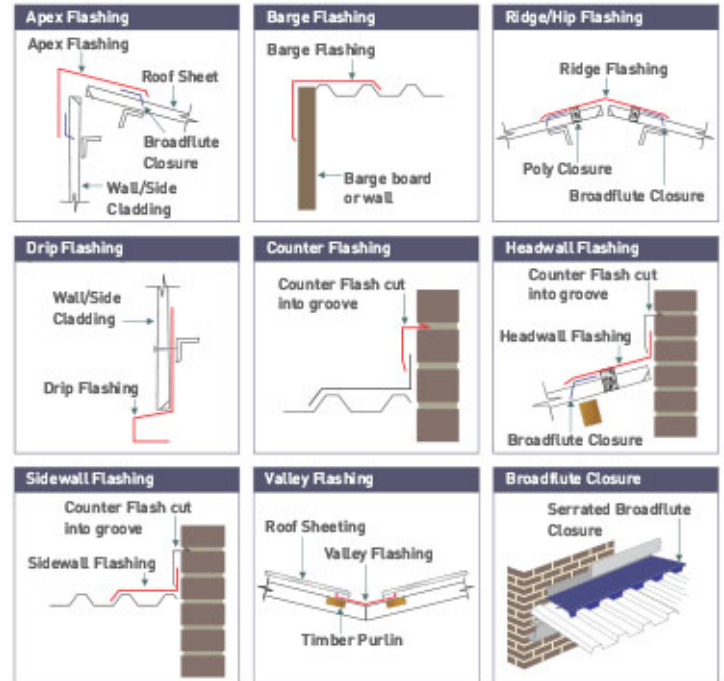 Apex Flashing
Apex Flashing
Roof Sheet
Broadflute
Closure
Wall/Side
Cladding
Barge Flashing
Barge Flashing
Barge board
or wall
Ridge/Hip Flashing
Ridge Flashing
Poly Closure
Broadflute Closure
Drip Flashing
Wall/Side
Cladding
Drip Flashing
Counter Flashing
Counter Flash cut
into groove
Headwall Flashing
Counter Flash cut
into groove
Headwall Flashing
Broadflute Closure
Sidewall Flashing
Counter Flash cut
into groove
Sidewall Flashing
Valley Flashing
Roof Sheeting
Valley Flashing
Timber Purlin
Broadflute Closure
Serrated Broadflute
Closure